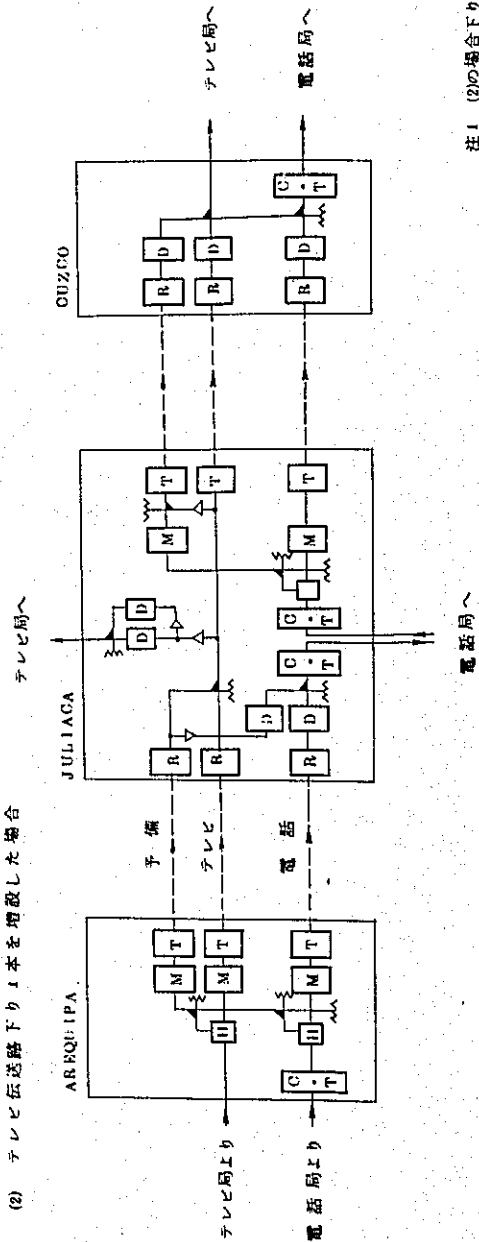 (2) テレビ伝送路下り1本を増設した場合
AREQUIPA
テレビ局より
電話局より
H
M
T
M
T
C・T
H
M
T
予備
テレビ
電話
JULIACA
テレビ局へ
R
R
R
D
D
C・T
D
D
C・T
M
T
T
M
T
電話局へ
CUZCO
R
D
R
D
R
D
C・T
テレビ局へ
電話局へ
注1 (2)の場合下り